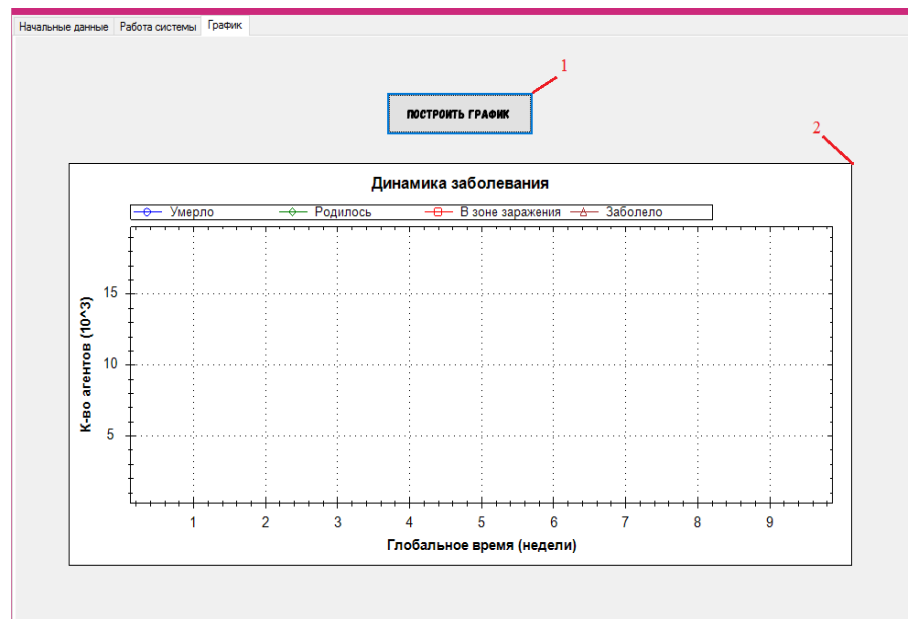 Начальные данные Работа системы График
1
ПОСТРОИТЬ ГРАФИК
2
Динамика заболевания
Умерло Родилось В зоне заражения Заболело
К-во агентов (10^3)
15
10
5
1 2 3 4 5 6 7 8 9
Глобальное время (недели)